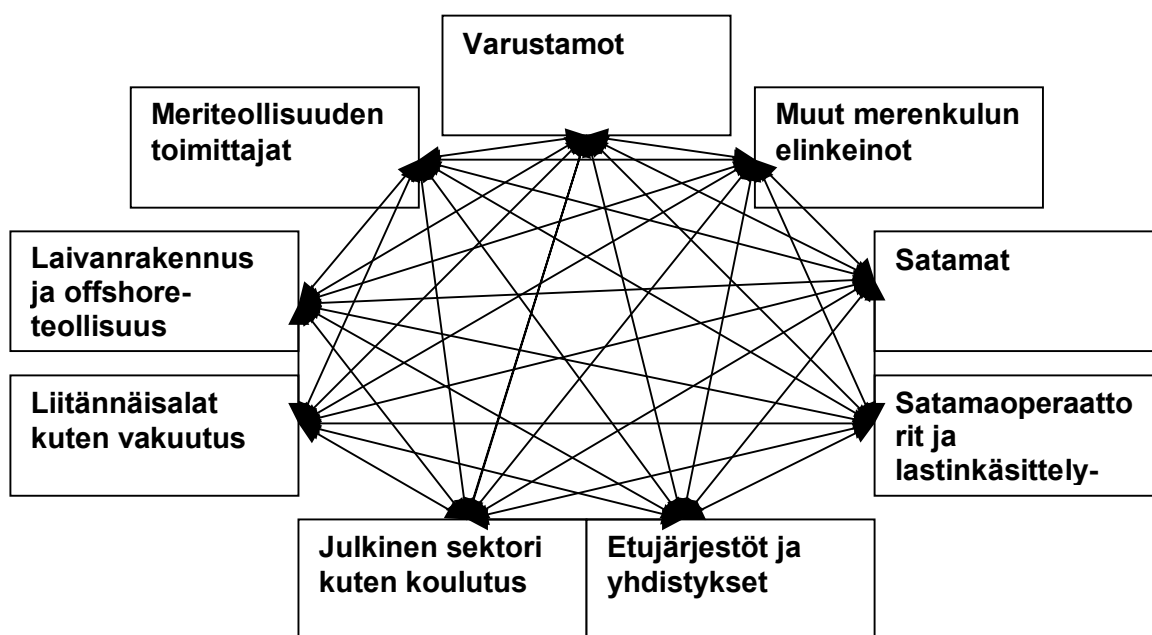 Varustamot
Meriteollisuuden
toimittajat
Muut merenkulun
elinkeinot
Laivanrakennus
ja offshore-
teollisuus
Satamat
Liitännäisalat
kuten vakuutus
Satamaoperaatto
rit ja
lastinkäsittely-
Julkinen sektori
kuten koulutus
Etujärjestöt ja
yhdistykset